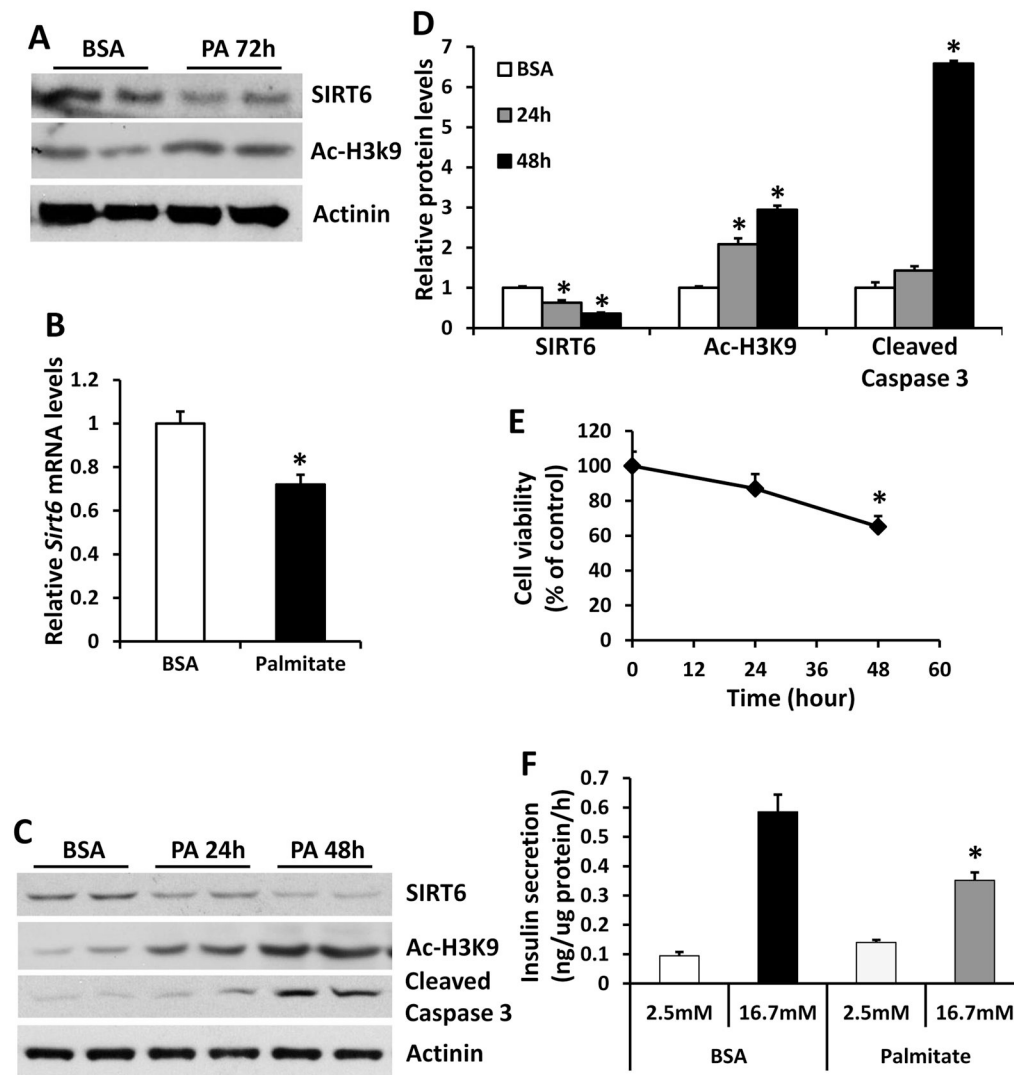 A
BSA PA 72h
SIRT6
Ac-H3k9
Actinin
B
Relative Sirt6 mRNA levels
1.2
1
0.8
0.6
0.4
0.2
0
*
BSA Palmitate
C
BSA PA 24h PA 48h
SIRT6
Ac-H3K9
Cleaved
Caspase 3
Actinin
D
Relative protein levels
7
6
5
4
3
2
1
0
BSA
24h
48h
* * * * *
SIRT6 Ac-H3K9 Cleaved
Caspase 3
E
Cell viability
(% of control)
120
100
80
60
40
20
0
*
0 12 24 36 48 60
Time (hour)
F
Insulin secretion
(ng/ug protein/h)
0.7
0.6
0.5
0.4
0.3
0.2
0.1
0
*
2.5mM 16.7mM 2.5mM 16.7mM
BSA Palmitate